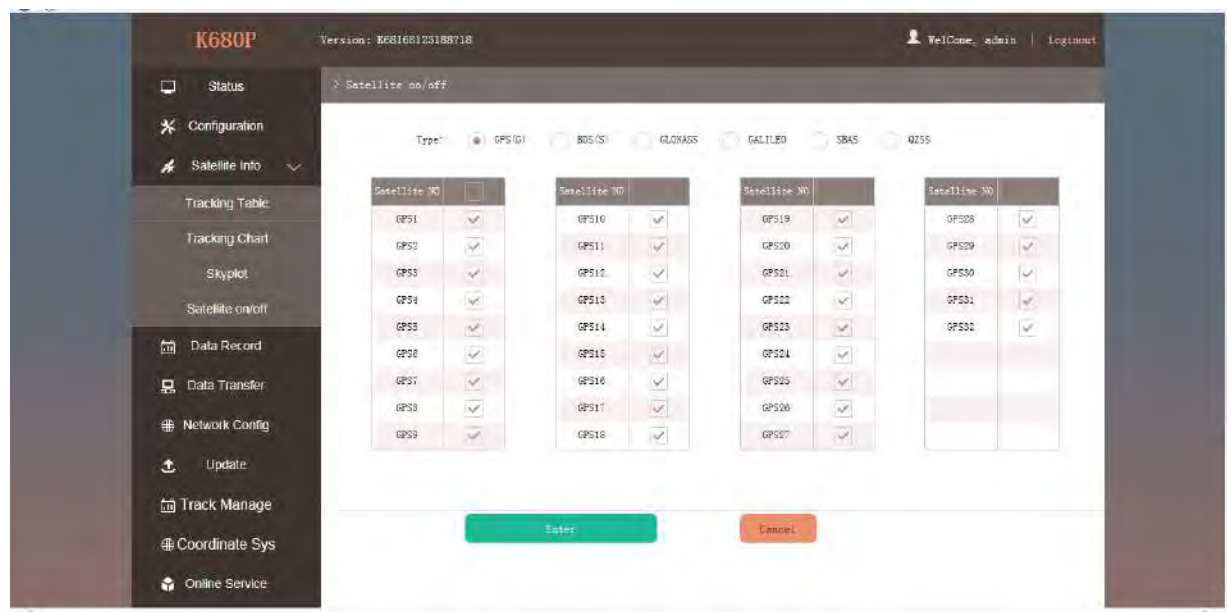 K680P
Version: K68168123188718
WelCome, admin | Loginout
Status
Configuration
Satellite Info
Tracking Table
Tracking Chart
Skyplot
Satellite on/off
Data Record
Data Transfer
Network Config
Update
Track Manage
Coordinate Sys
Online Service
> Satellite on/off
Type: GPS(G) BDS(S) GLONASS GALILEO SBAS QZSS
Satellite NO Satellite NO Satellite NO Satellite NO
GPS1 GPS10 GPS19 GPS28
GPS2 GPS11 GPS20 GPS29
GPS3 GPS12 GPS21 GPS30
GPS4 GPS13 GPS22 GPS31
GPS5 GPS14 GPS23 GPS32
GPS6 GPS15 GPS24
GPS7 GPS16 GPS25
GPS8 GPS17 GPS26
GPS9 GPS18 GPS27
Enter Cancel